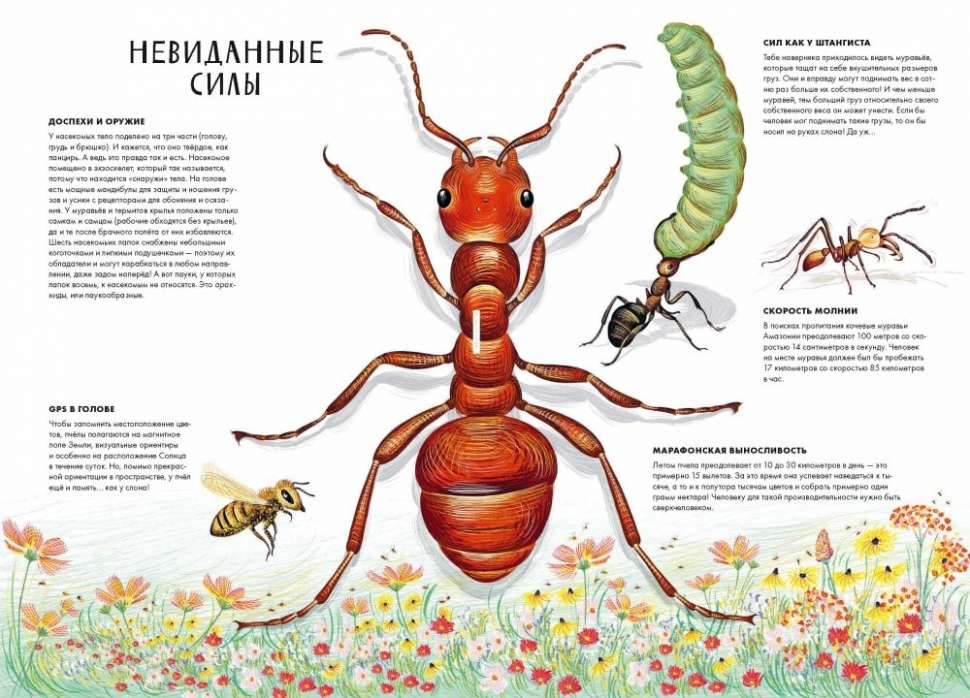 НЕВИДАННЫЕ
СИЛЫ
ДОСПЕХИ И ОРУЖИЕ
У насекомых тело поделено на три части (голову,
грудь и брюшко). И кажется, что оно твёрдое, как
панцирь. А ведь это правда так и есть. Насекомое
помещено в экзоскелет, который так называется,
потому что находится «снаружи» тела. На голове
есть мощные мандибулы для защиты и ношения гру-
зов и усики с рецепторами для обоняния и осяза-
ния. У муравьёв и термитов крылья положены только
самкам и самцам (рабочие обходятся без крыльев),
да и те после брачного полёта от них избавляются.
Шесть насекомьих лапок снабжены небольшими
коготочками и липкими подушечками — поэтому их
обладатели и могут карабкаться в любом направ-
лении, даже задом наперёд! А вот пауки, у которых
лапок восемь, к насекомым не относятся. Это арах-
ниды, или паукообразные.
GPS В ГОЛОВЕ
Чтобы запомнить местоположение цве-
тов, пчёлы полагаются на магнитное
поле Земли, визуальные ориентиры
и особенно на расположение Солнца
в течение суток. Но, помимо прекрас-
ной ориентации в пространстве, у пчёл
ещё и память... как у слона!
СИЛ КАК У ШТАНГИСТА
Тебе наверняка приходилось видеть муравьёв,
которые тащат на себе внушительных размеров
груз. Они и вправду могут поднимать вес в сот-
ню раз больше их собственного! И чем меньше
муравей, тем больший груз относительно своего
собственного веса он может унести. Если бы
человек мог поднимать такие грузы, то он бы
носил на руках слона! Да уж...
СКОРОСТЬ МОЛНИИ
В поисках пропитания кочевые муравьи
Амазонии преодолевают 100 метров со ско-
ростью 14 сантиметров в секунду. Человек
на месте муравья должен был бы пробежать
17 километров со скоростью 85 километров
в час.
МАРАФОНСКАЯ ВЫНОСЛИВОСТЬ
Летом пчела преодолевает от 10 до 30 километров в день — это
примерно 15 вылетов. За это время она успевает наведаться к ты-
сяче, а то и к полутора тысячам цветов и собрать примерно один
грамм нектара! Человеку для такой производительности нужно быть
сверхчеловеком.